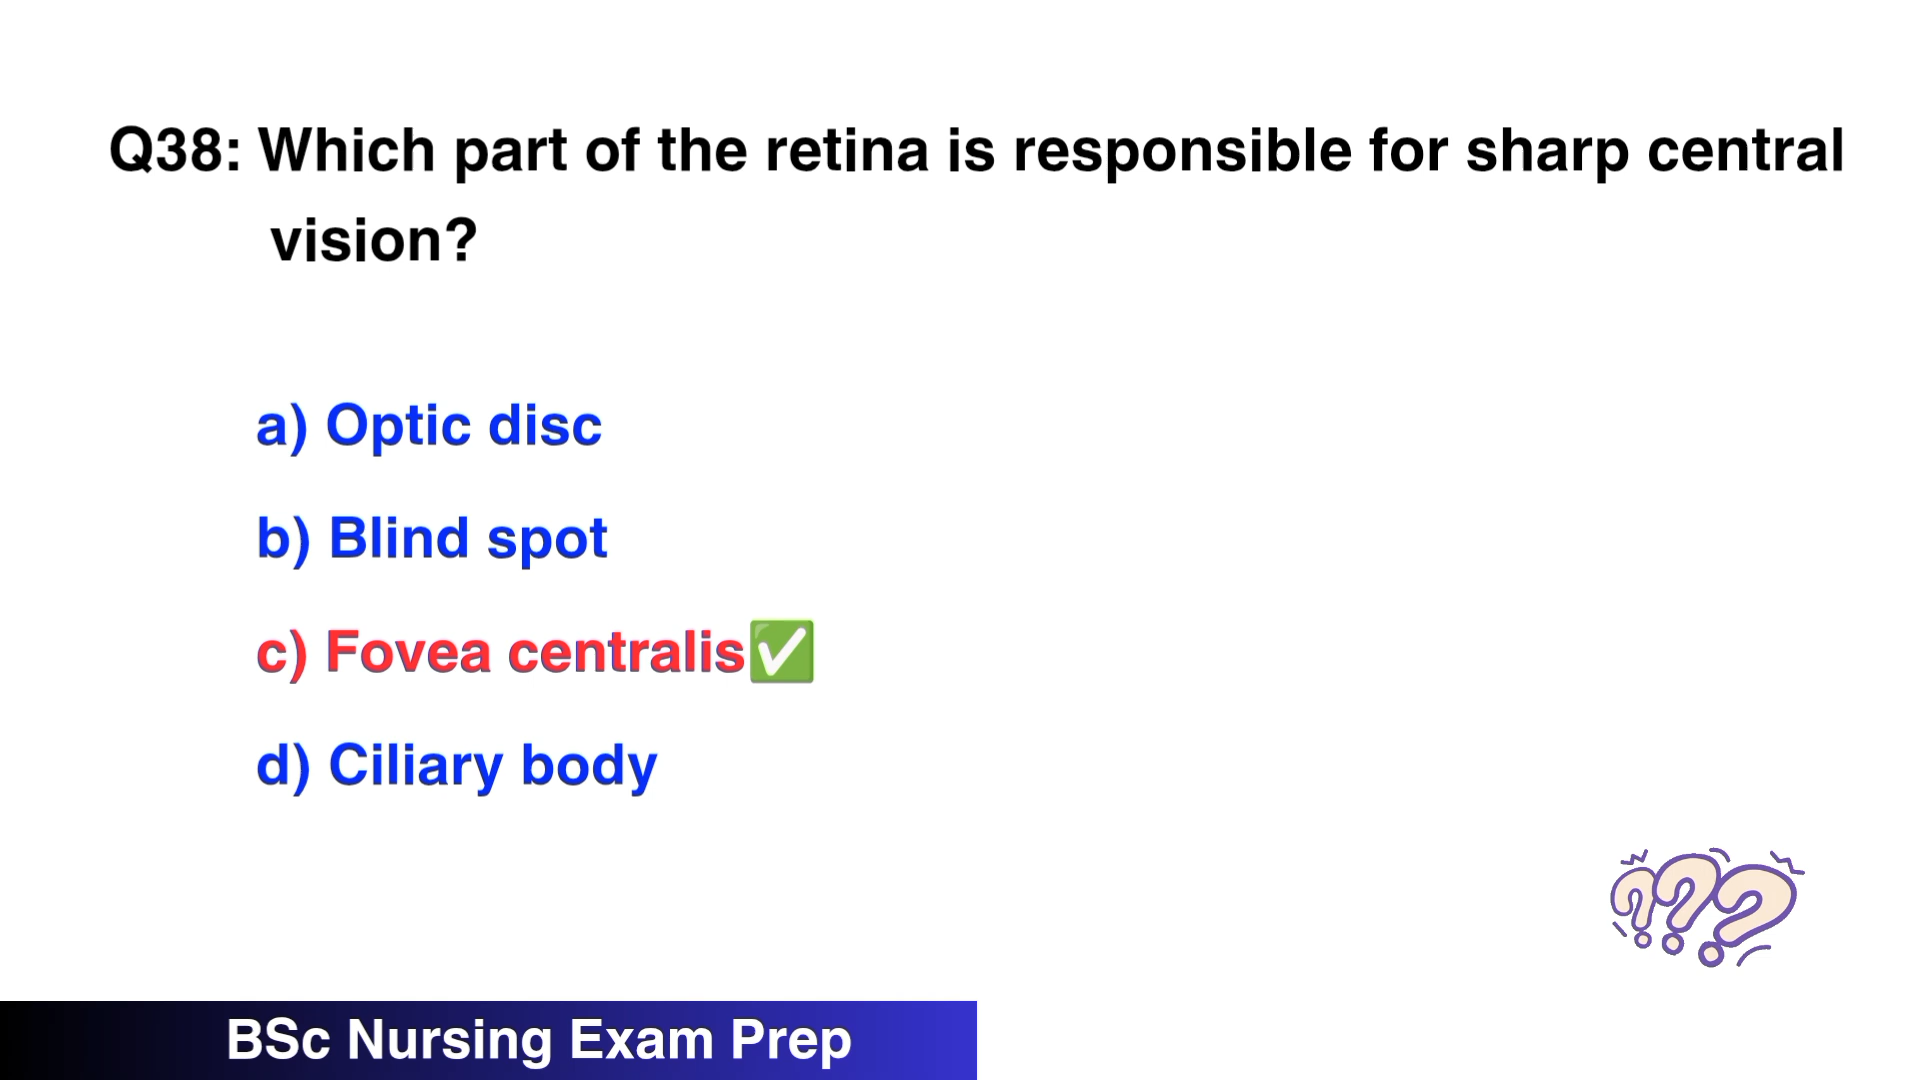 Q38: Which part of the retina is responsible for sharp central
vision?
a) Optic disc
b) Blind spot
c) Fovea centralis✅
d) Ciliary body
???
BSc Nursing Exam Prep